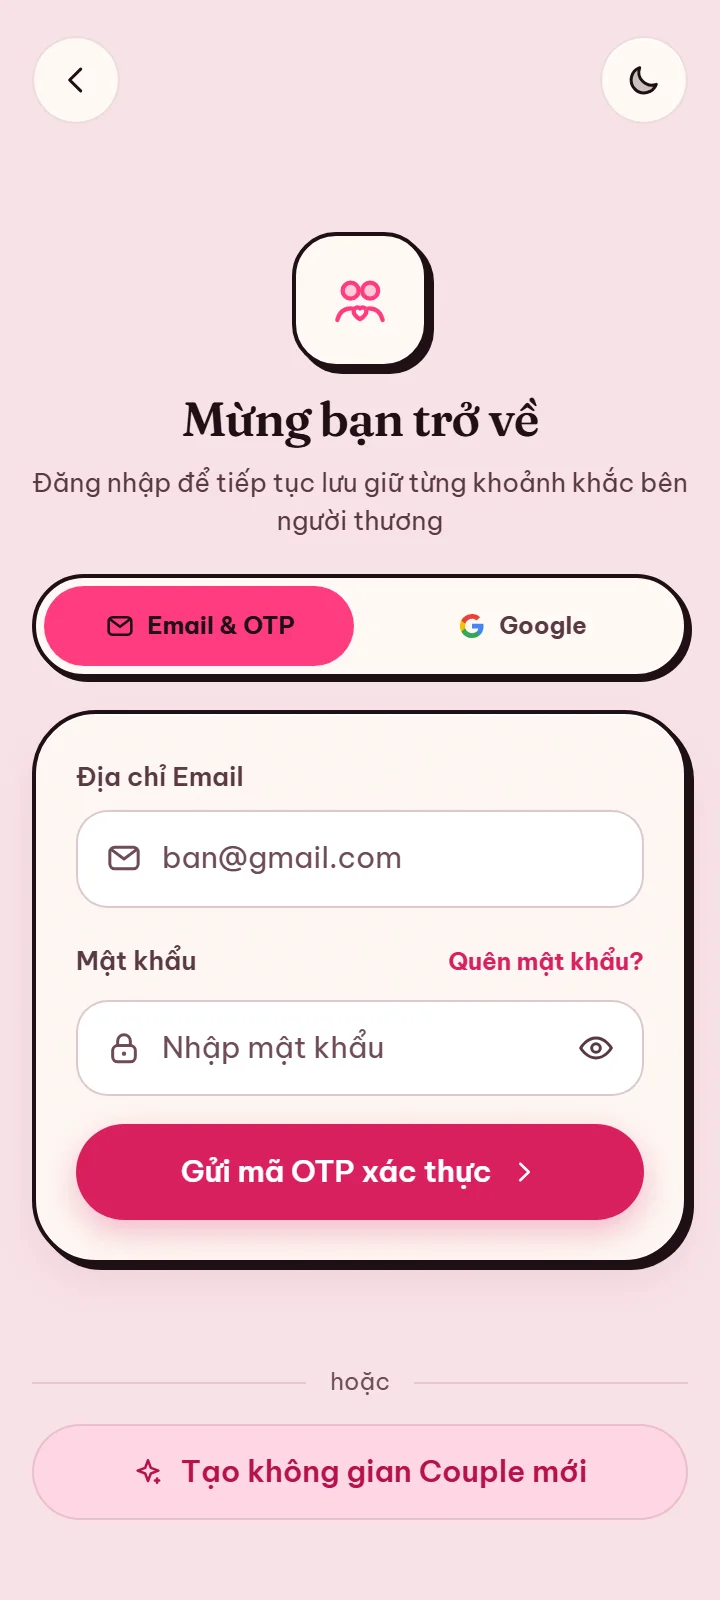 Mừng bạn trở về
Đăng nhập để tiếp tục lưu giữ từng khoảnh khắc bên
người thương
Email & OTP
Google
Địa chỉ Email
ban@gmail.com
Mật khẩu
Quên mật khẩu?
Nhập mật khẩu
Gửi mã OTP xác thực
hoặc
Tạo không gian Couple mới